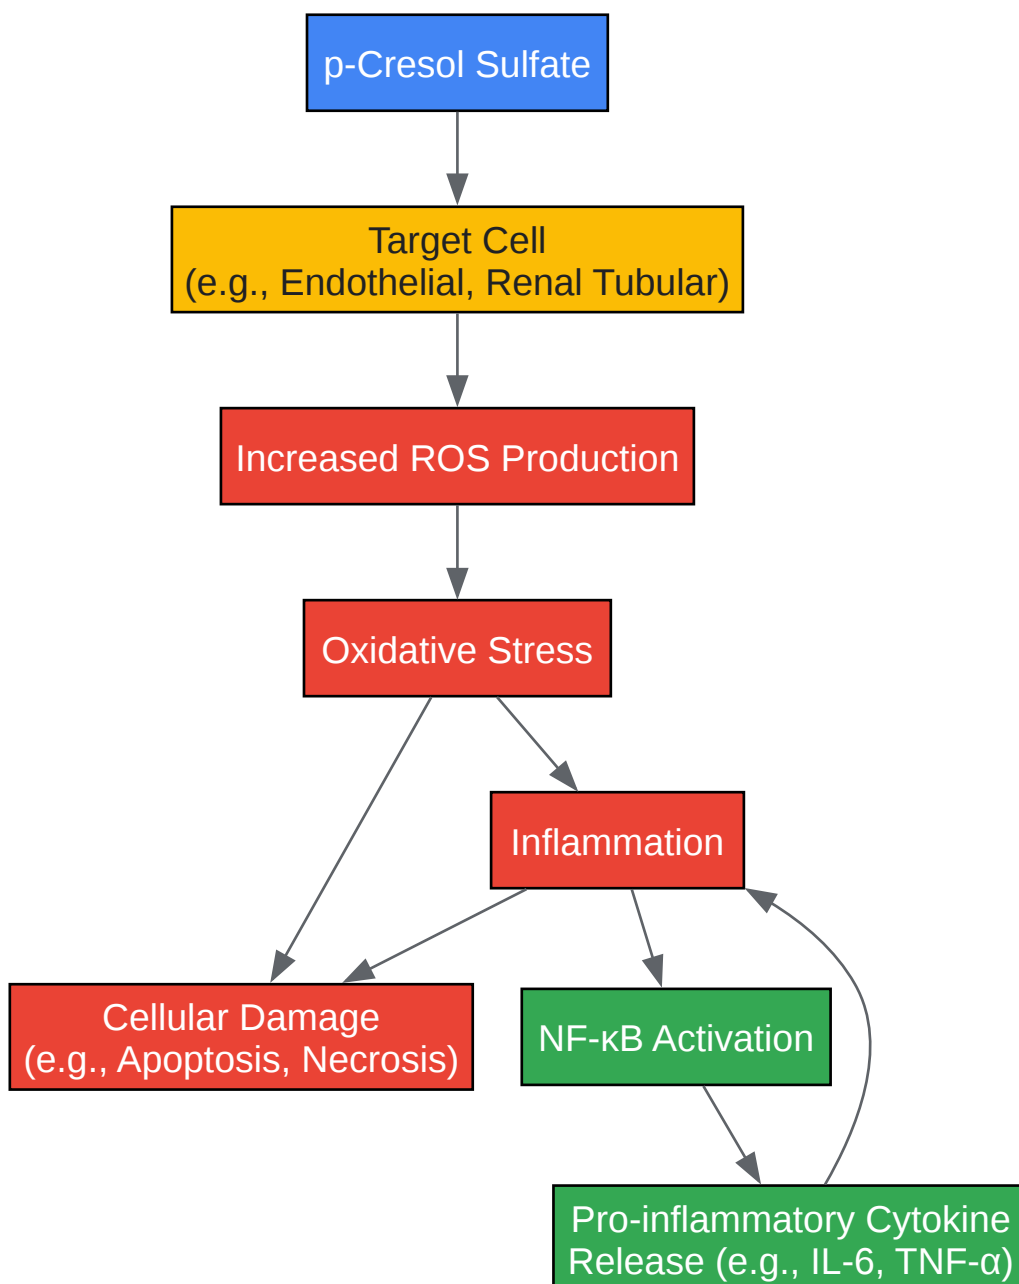 p-Cresol Sulfate
Target Cell
(e.g., Endothelial, Renal Tubular)
Increased ROS Production
Oxidative Stress
Inflammation
Cellular Damage
(e.g., Apoptosis, Necrosis)
NF-κB Activation
Pro-inflammatory Cytokine
Release (e.g., IL-6, TNF-α)